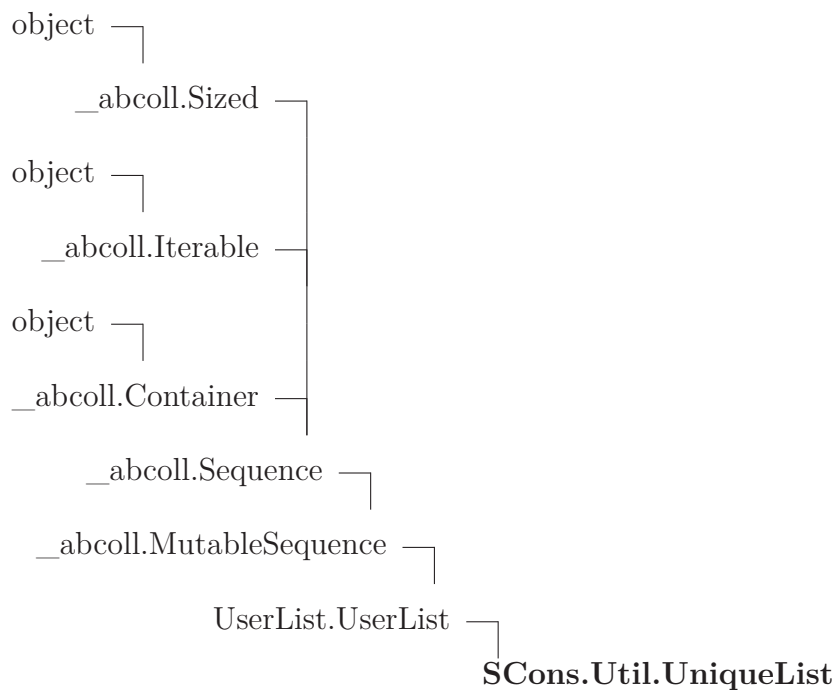 object
_abcoll.Sized
object
_abcoll.Iterable
object
_abcoll.Container
_abcoll.Sequence
_abcoll.MutableSequence
UserList.UserList
SCons.Util.UniqueList